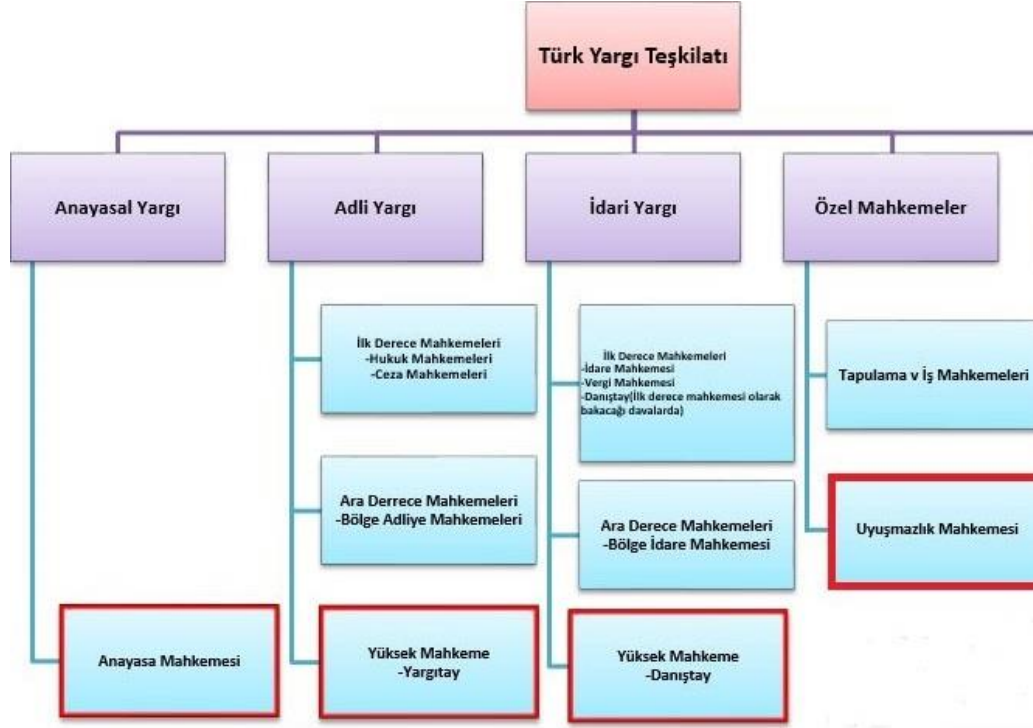 Türk Yargı Teşkilatı
Anayasal Yargı
Adli Yargı
İdari Yargı
Özel Mahkemeler
İlk Derece Mahkemeleri
-Hukuk Mahkemeleri
-Ceza Mahkemeleri
İlk Derece Mahkemeleri
-İdare Mahkemesi
-Vergi Mahkemesi
-Danıştay(İlk derece mahkemesi olarak
bakacağı davalarda)
Tapulama v İş Mahkemeleri
Ara Derrece Mahkemeleri
-Bölge Adliye Mahkemeleri
Ara Derece Mahkemeleri
-Bölge İdare Mahkemesi
Uyuşmazlık Mahkemesi
Anayasa Mahkemesi
Yüksek Mahkeme
-Yargıtay
Yüksek Mahkeme
-Danıştay